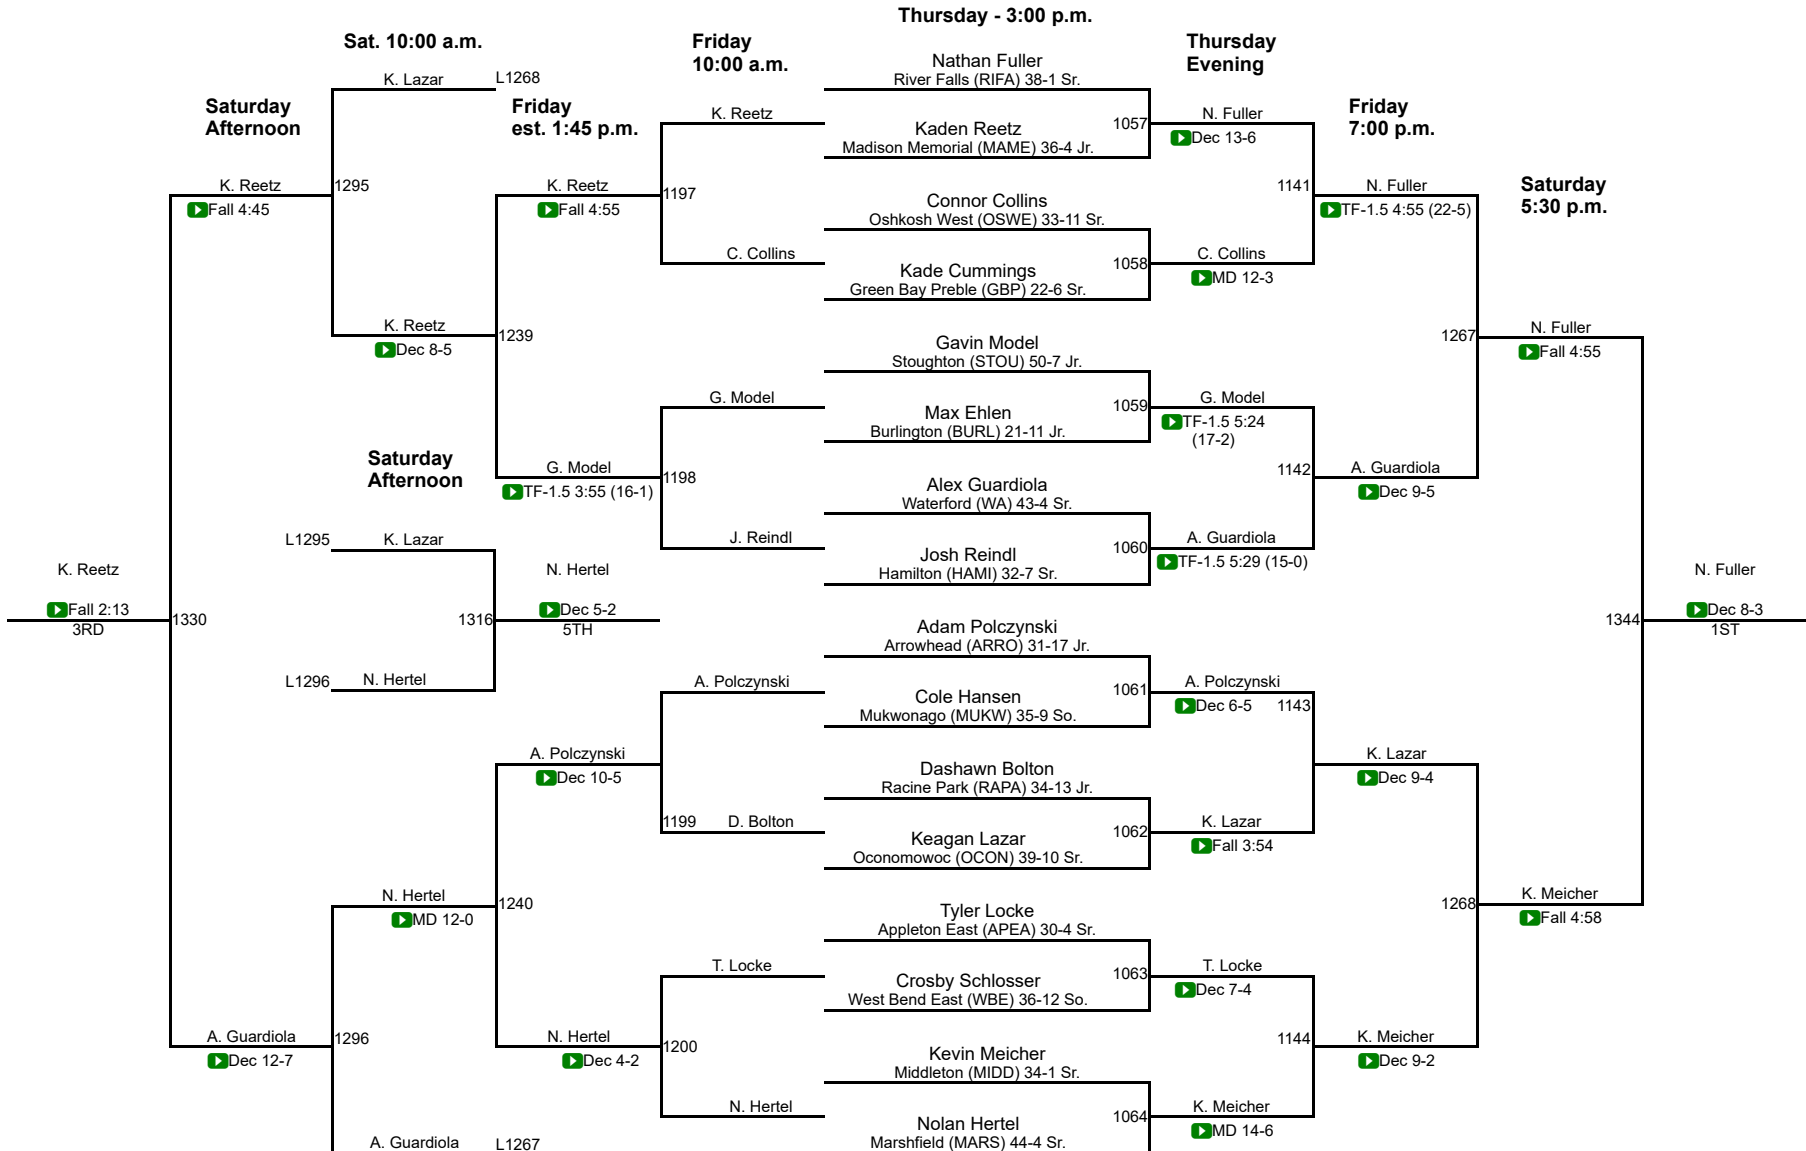 Thursday - 3:00 p.m.
Sat. 10:00 a.m.
Friday
10:00 a.m.
Thursday
Evening
Nathan Fuller
River Falls (RIFA) 38-1 Sr.
K. Lazar
L1268
Saturday
Afternoon
Friday
est. 1:45 p.m.
Friday
7:00 p.m.
K. Reetz
N. Fuller
1057
Dec 13-6
Kaden Reetz
Madison Memorial (MAME) 36-4 Jr.
K. Reetz
Fall 4:45
1295
K. Reetz
Fall 4:55
1197
1141
N. Fuller
TF-1.5 4:55 (22-5)
Saturday
5:30 p.m.
Connor Collins
Oshkosh West (OSWE) 33-11 Sr.
C. Collins
Kade Cummings
Green Bay Preble (GBP) 22-6 Sr.
1058
C. Collins
MD 12-3
K. Reetz
Dec 8-5
1239
1267
N. Fuller
Fall 4:55
Gavin Model
Stoughton (STOU) 50-7 Jr.
G. Model
Max Ehlen
Burlington (BURL) 21-11 Jr.
1059
G. Model
TF-1.5 5:24
(17-2)
Saturday
Afternoon
G. Model
TF-1.5 3:55 (16-1)
1198
1142
A. Guardiola
Dec 9-5
Alex Guardiola
Waterford (WA) 43-4 Sr.
L1295
K. Lazar
J. Reindl
Josh Reindl
Hamilton (HAMI) 32-7 Sr.
1060
A. Guardiola
TF-1.5 5:29 (15-0)
K. Reetz
Fall 2:13
3RD
1330
1316
N. Hertel
Dec 5-2
5TH
1344
N. Fuller
Dec 8-3
1ST
Adam Polczynski
Arrowhead (ARRO) 31-17 Jr.
L1296
N. Hertel
A. Polczynski
Cole Hansen
Mukwonago (MUKW) 35-9 So.
1061
A. Polczynski
Dec 6-5
1143
A. Polczynski
Dec 10-5
K. Lazar
Dec 9-4
Dashawn Bolton
Racine Park (RAPA) 34-13 Jr.
1199
D. Bolton
Keagan Lazar
Oconomowoc (OCON) 39-10 Sr.
1062
K. Lazar
Fall 3:54
N. Hertel
MD 12-0
1240
1268
K. Meicher
Fall 4:58
Tyler Locke
Appleton East (APEA) 30-4 Sr.
T. Locke
Crosby Schlosser
West Bend East (WBE) 36-12 So.
1063
T. Locke
Dec 7-4
A. Guardiola
Dec 12-7
1296
N. Hertel
Dec 4-2
1200
1144
K. Meicher
Dec 9-2
Kevin Meicher
Middleton (MIDD) 34-1 Sr.
N. Hertel
Nolan Hertel
Marshfield (MARS) 44-4 Sr.
1064
K. Meicher
MD 14-6
A. Guardiola
L1267